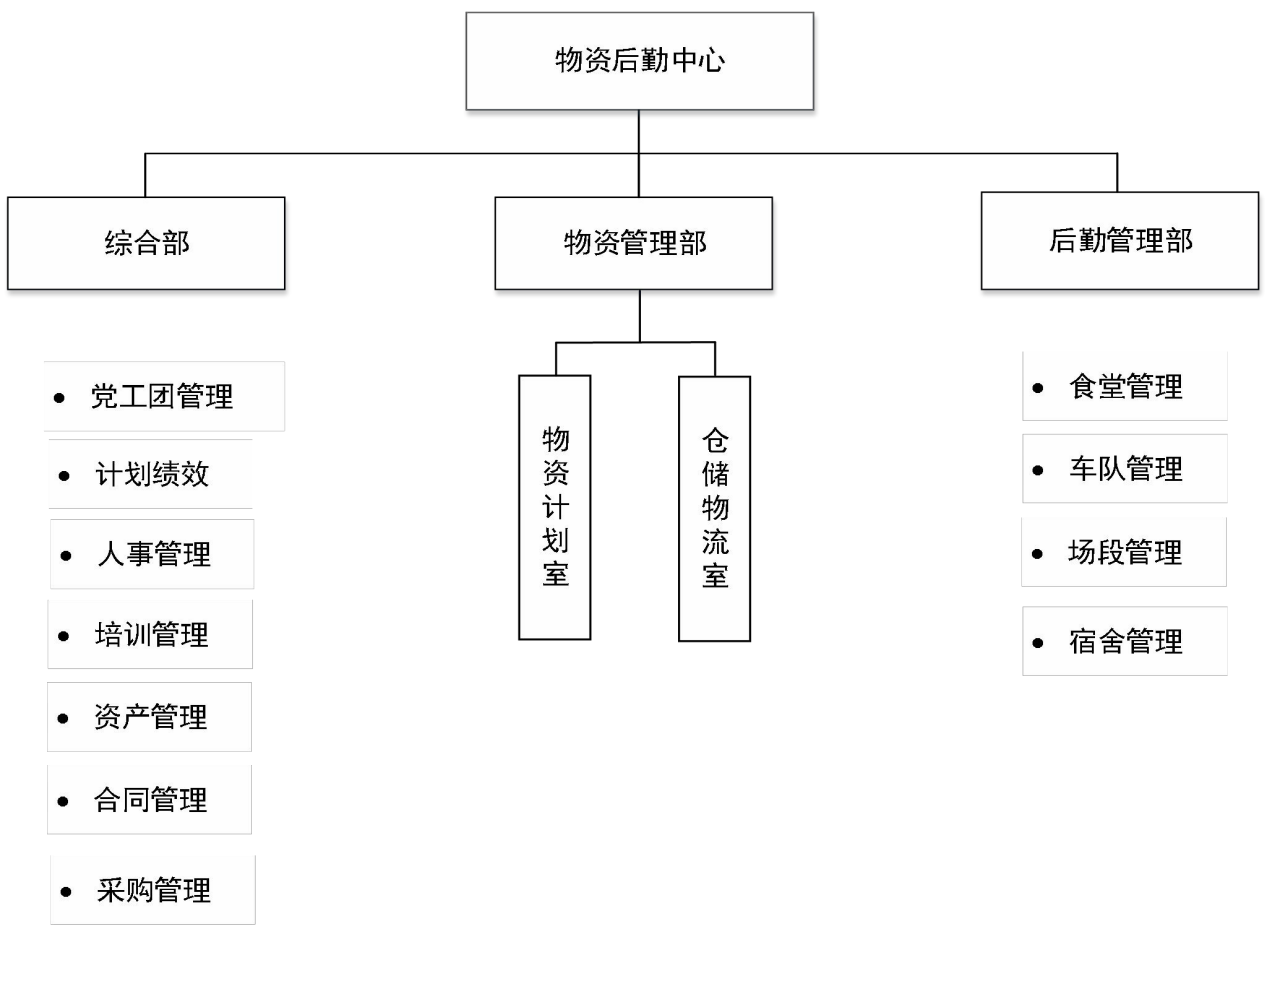 物资后勤中心
综合部
物资管理部
后勤管理部
• 党工团管理
• 计划绩效
• 人事管理
• 培训管理
• 资产管理
• 合同管理
• 采购管理
物资计划室
仓储物流室
• 食堂管理
• 车队管理
• 场段管理
• 宿舍管理